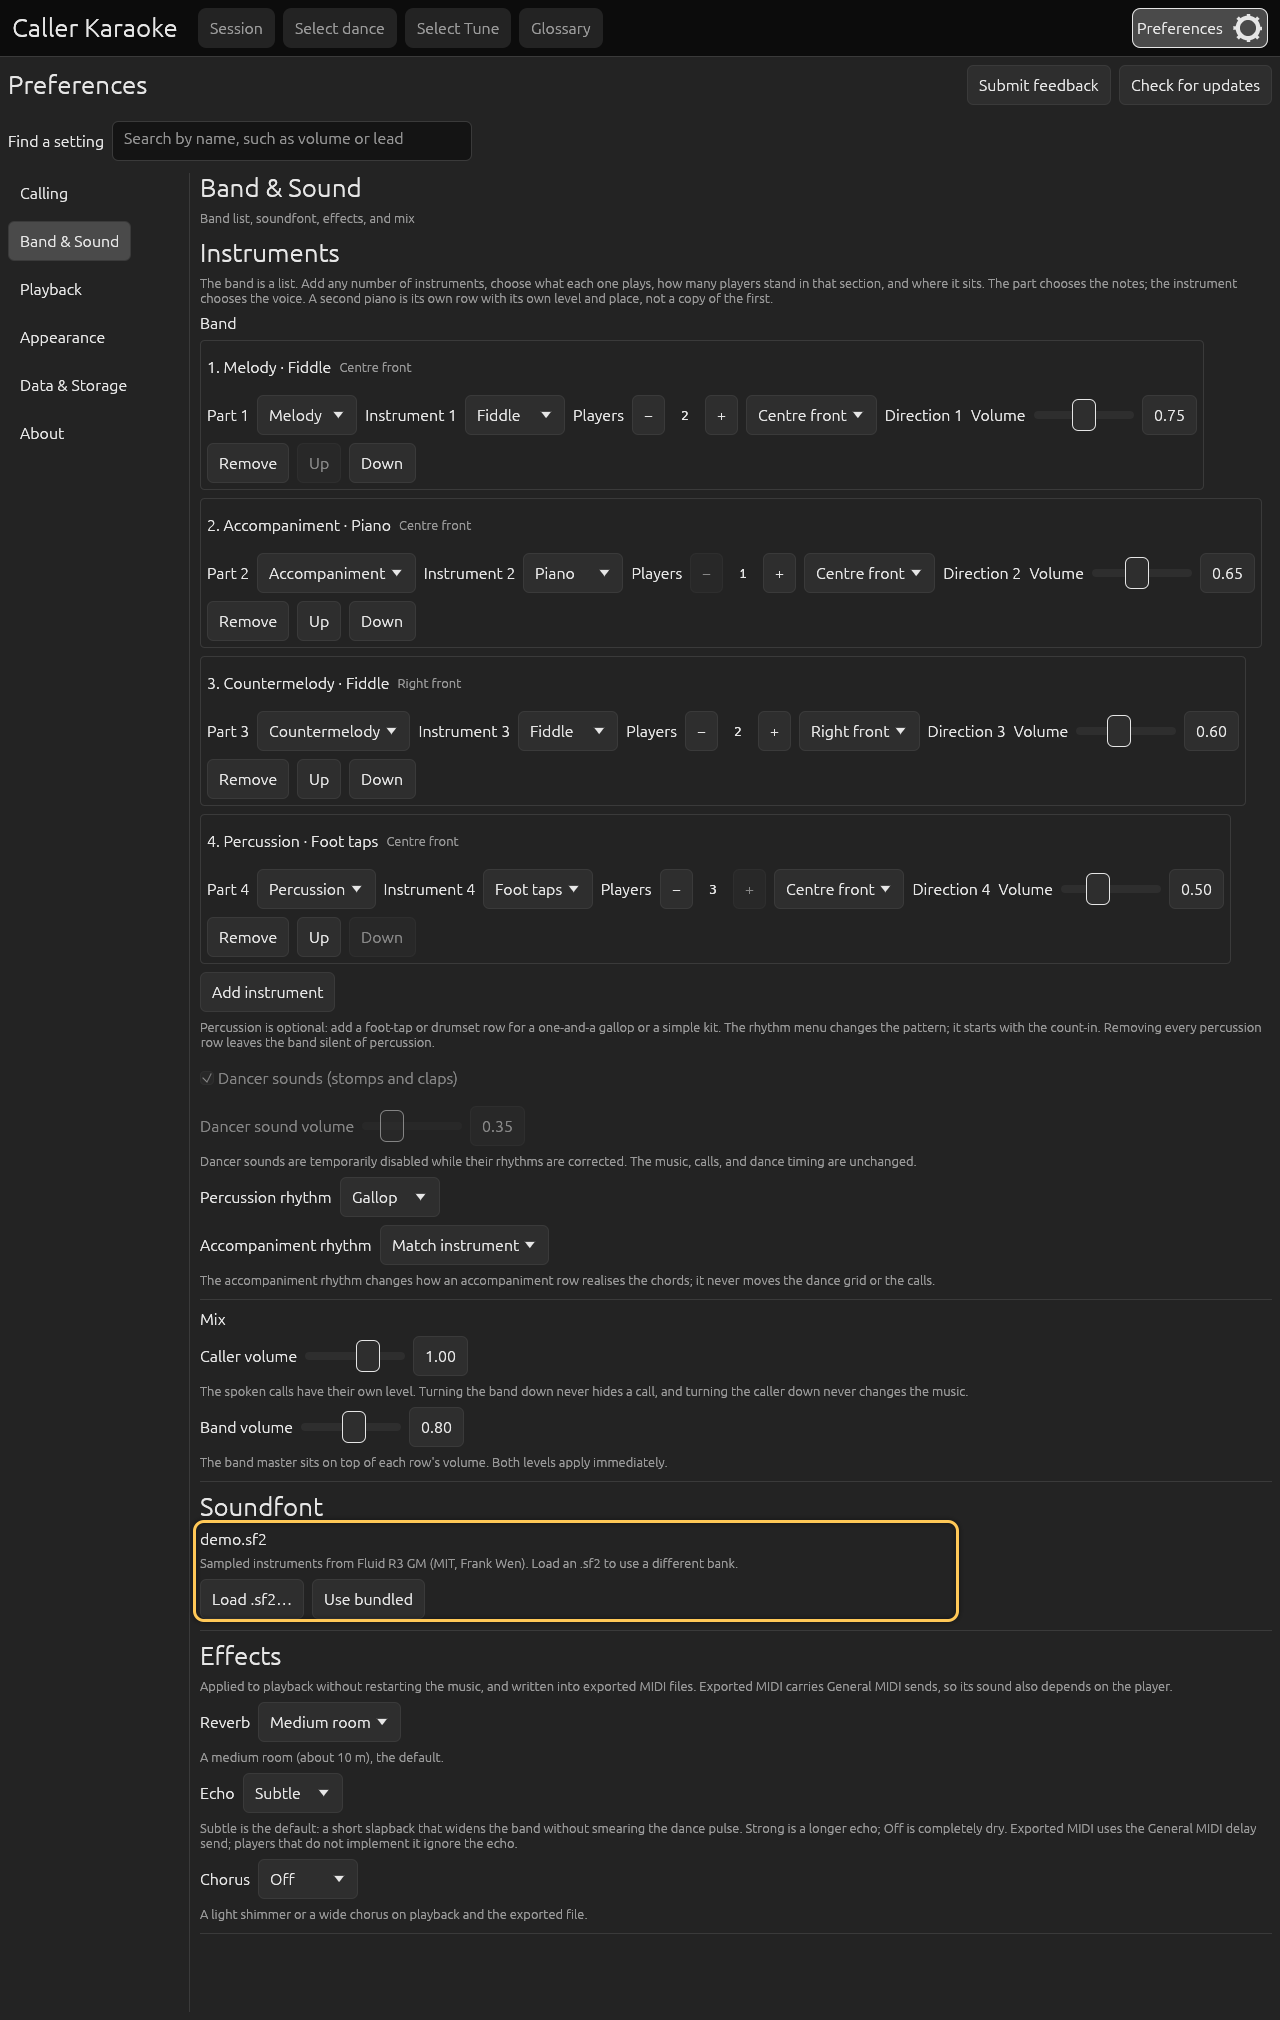 Caller Karaoke Session Select dance Select Tune Glossary Preferences
Preferences Submit feedback Check for updates
Find a setting Search by name, such as volume or lead
Calling
Band & Sound
Playback
Appearance
Data & Storage
About
Band & Sound
Band list, soundfont, effects, and mix
Instruments
The band is a list. Add any number of instruments, choose what each one plays, how many players stand in that section, and where it sits. The part chooses the notes; the instrument
chooses the voice. A second piano is its own row with its own level and place, not a copy of the first.
Band
1. Melody · Fiddle Centre front
Part 1 Melody Instrument 1 Fiddle Players − 2 + Centre front Direction 1 Volume 0.75
Remove Up Down
2. Accompaniment · Piano Centre front
Part 2 Accompaniment Instrument 2 Piano Players − 1 + Centre front Direction 2 Volume 0.65
Remove Up Down
3. Countermelody · Fiddle Right front
Part 3 Countermelody Instrument 3 Fiddle Players − 2 + Right front Direction 3 Volume 0.60
Remove Up Down
4. Percussion · Foot taps Centre front
Part 4 Percussion Instrument 4 Foot taps Players − 3 + Centre front Direction 4 Volume 0.50
Remove Up Down
Add instrument
Percussion is optional: add a foot-tap or drumset row for a one-and-a gallop or a simple kit. The rhythm menu changes the pattern; it starts with the count-in. Removing every percussion
row leaves the band silent of percussion.
Dancer sounds (stomps and claps)
Dancer sound volume 0.35
Dancer sounds are temporarily disabled while their rhythms are corrected. The music, calls, and dance timing are unchanged.
Percussion rhythm Gallop
Accompaniment rhythm Match instrument
The accompaniment rhythm changes how an accompaniment row realises the chords; it never moves the dance grid or the calls.
Mix
Caller volume 1.00
The spoken calls have their own level. Turning the band down never hides a call, and turning the caller down never changes the music.
Band volume 0.80
The band master sits on top of each row's volume. Both levels apply immediately.
Soundfont
demo.sf2
Sampled instruments from Fluid R3 GM (MIT, Frank Wen). Load an .sf2 to use a different bank.
Load .sf2… Use bundled
Effects
Applied to playback without restarting the music, and written into exported MIDI files. Exported MIDI carries General MIDI sends, so its sound also depends on the player.
Reverb Medium room
A medium room (about 10 m), the default.
Echo Subtle
Subtle is the default: a short slapback that widens the band without smearing the dance pulse. Strong is a longer echo; Off is completely dry. Exported MIDI uses the General MIDI delay
send; players that do not implement it ignore the echo.
Chorus Off
A light shimmer or a wide chorus on playback and the exported file.